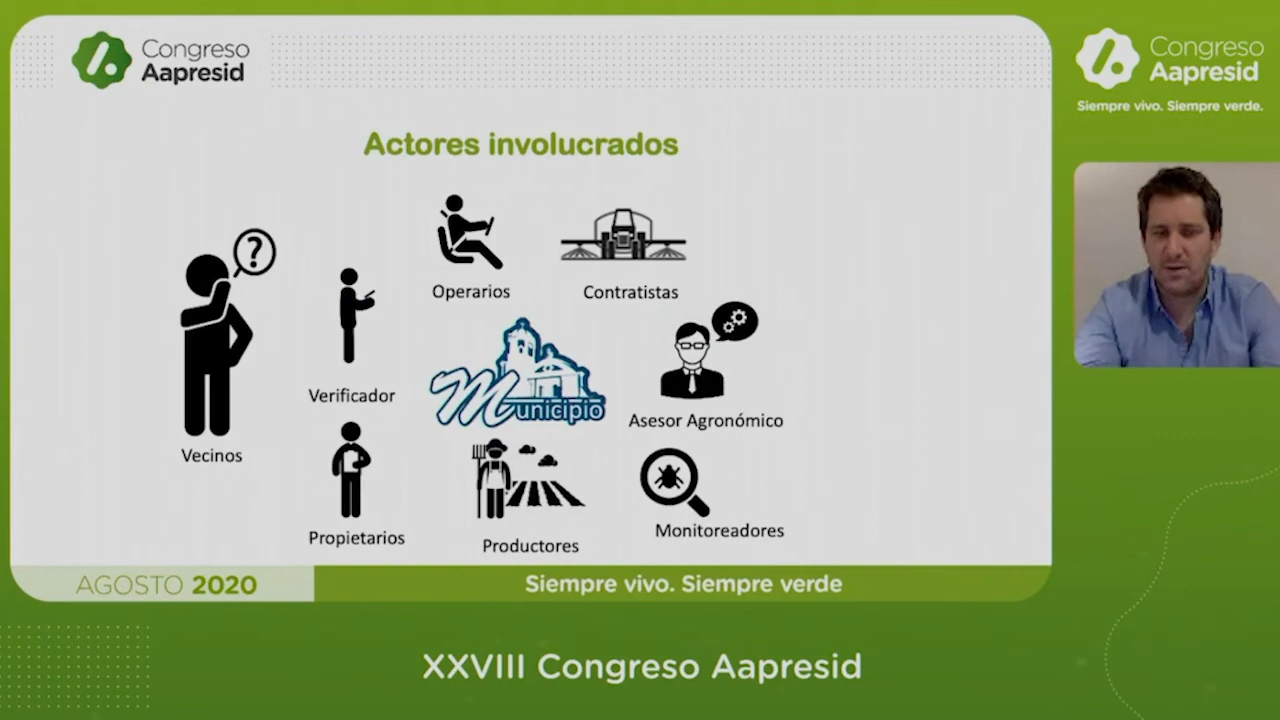 Congreso
Aapresid
Congreso
Aapresid
Siempre vivo. Siempre verde.
Actores involucrados
?
Operarios
Contratistas
Verificador
Municipio
Asesor Agronómico
Vecinos
Propietarios
Productores
Monitoreadores
AGOSTO 2020
Siempre vivo. Siempre verde
XXVIII Congreso Aapresid